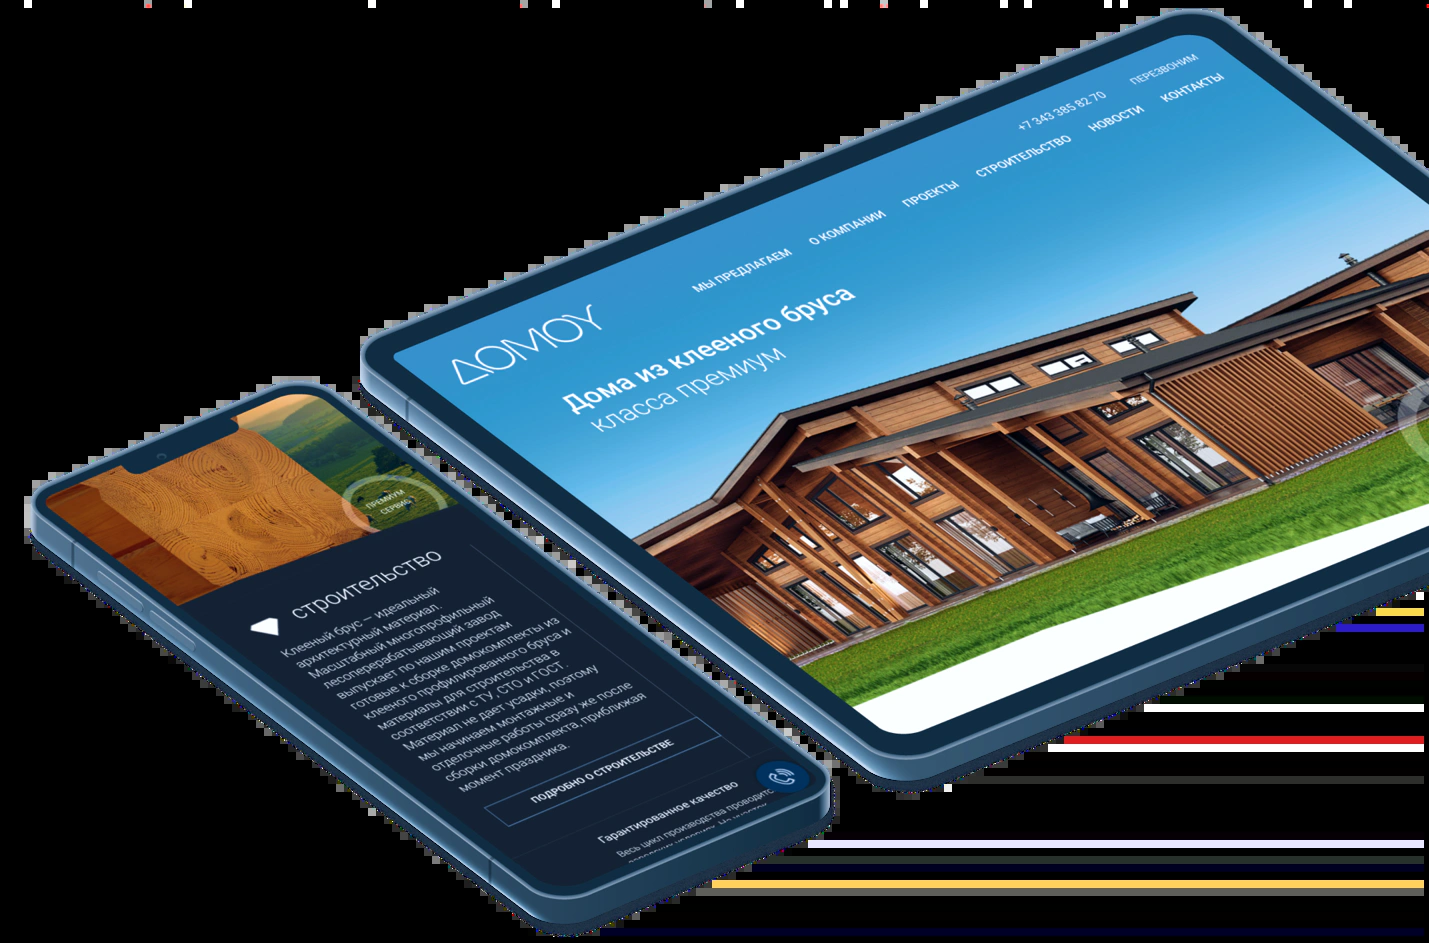 +7 343 385 82 70
ПЕРЕЗВОНИМ
МЫ ПРЕДЛАГАЕМ
О КОМПАНИИ
ПРОЕКТЫ
СТРОИТЕЛЬСТВО
НОВОСТИ
КОНТАКТЫ
ДОМОУ
Дома из клееного бруса
класса премиум
ПРЕМИУМ
СЕРВИС
строительство
Клееный брус — идеальный
архитектурный материал.
Масштабный многопрофильный
лесоперерабатывающий завод
выпускает по нашим проектам
готовые к сборке домокомплекты из
клееного профилированного бруса и
материалы для строительства в
соответствии с ТУ, СТО и ГОСТ.
Материал не дает усадки, поэтому
мы начинаем монтажные и
отделочные работы сразу же после
сборки домокомплекта, приближая
момент праздника.
ПОДРОБНО О СТРОИТЕЛЬСТВЕ
Гарантированное качество
Весь цикл производства проводится